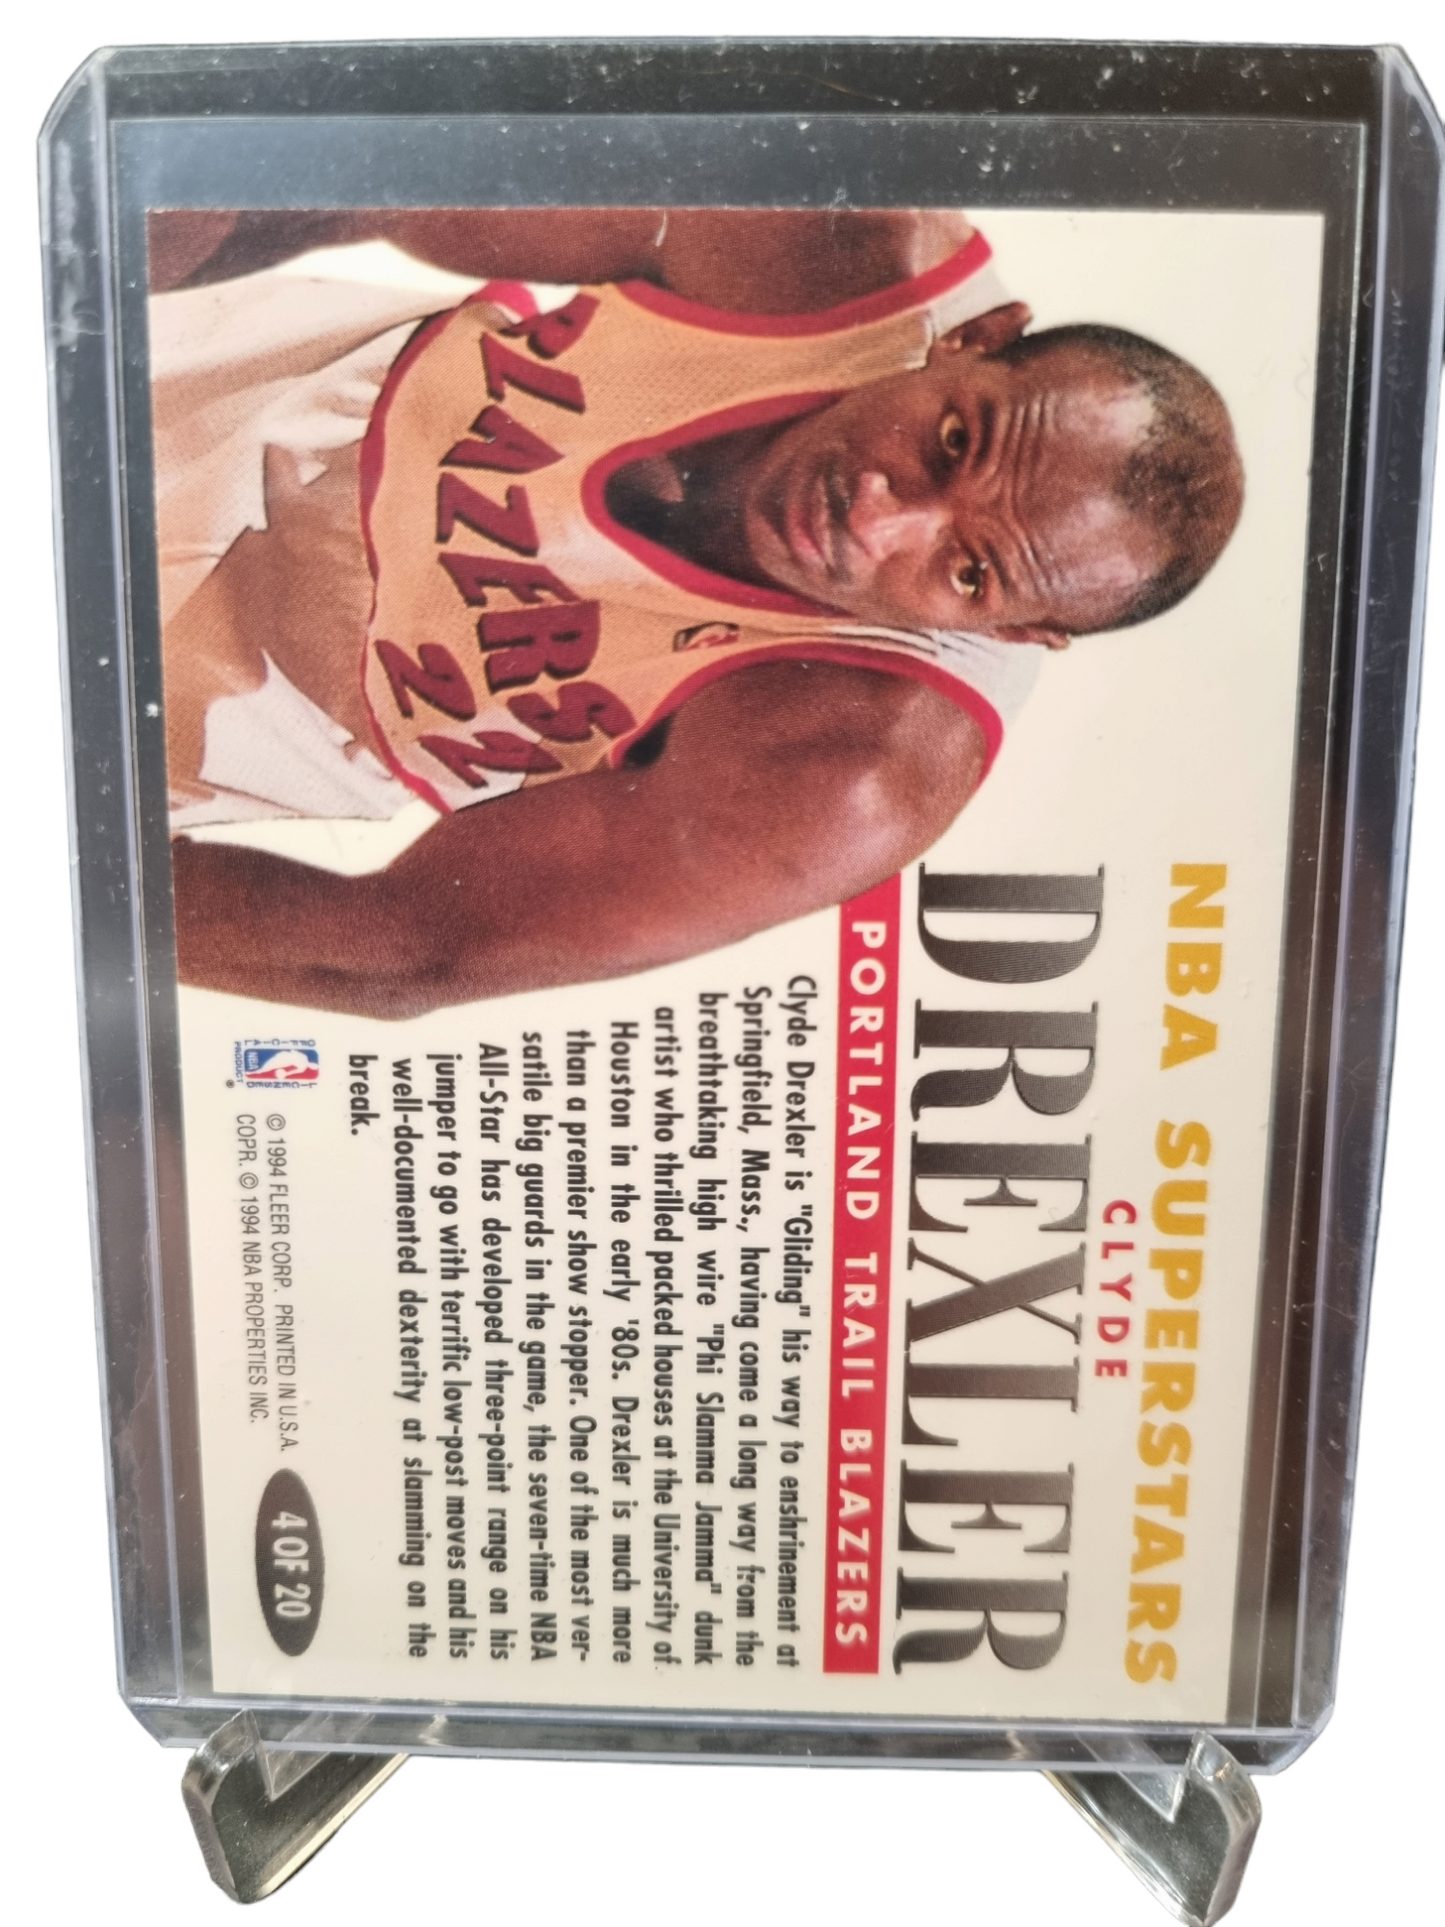 NBA SUPERSTARS
CLYDE
DREXLER
PORTLAND TRAIL BLAZERS
Clyde Drexler is "Gliding" his way to enshrinement at
Springfield, Mass., having come a long way from the
breathtaking high wire "Phi Slamma Jamma" dunk
artist who thrilled packed houses at the University of
Houston in the early '80s. Drexler is much more
than a premier show stopper. One of the most ver-
satile big guards in the game, the seven-time NBA
All-Star has developed three-point range on his
jumper to go with terrific low-post moves and his
well-documented dexterity at slamming on the
break.
BLAZERS
22
NBA
PRODUCT
®
© 1994 FLEER CORP. PRINTED IN U.S.A.
COPR. © 1994 NBA PROPERTIES INC.
4 OF 20